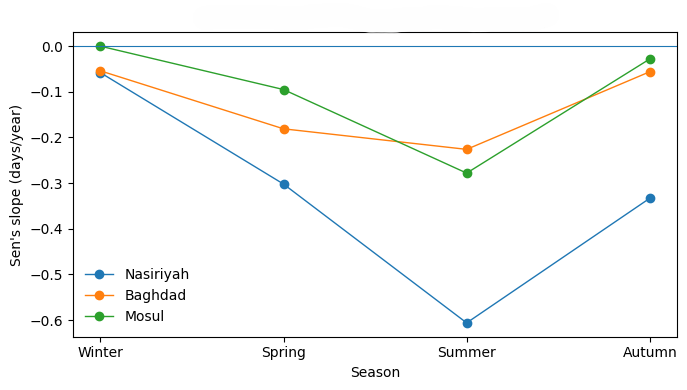 0.0
−0.1
−0.2
−0.3
−0.4
−0.5
−0.6
Sen's slope (days/year)
Nasiriyah
Baghdad
Mosul
Winter Spring Summer Autumn
Season